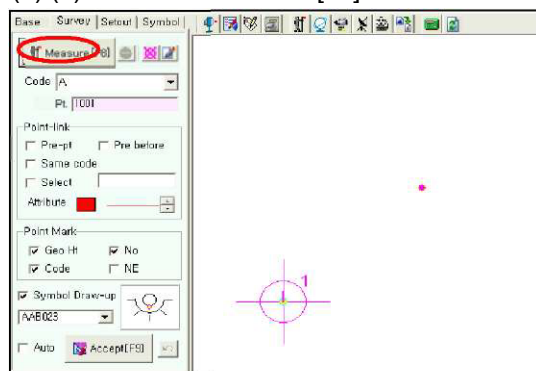 Base Survey Setout Symbol
Measure[F8]
Code A
Pt. 1001
Point-link
Pre-pt Pre before
Same code
Select
Attribute
Point Mark
Geo Ht No
Code NE
Symbol Draw-up
AAB023
Auto Accept[F9]
1